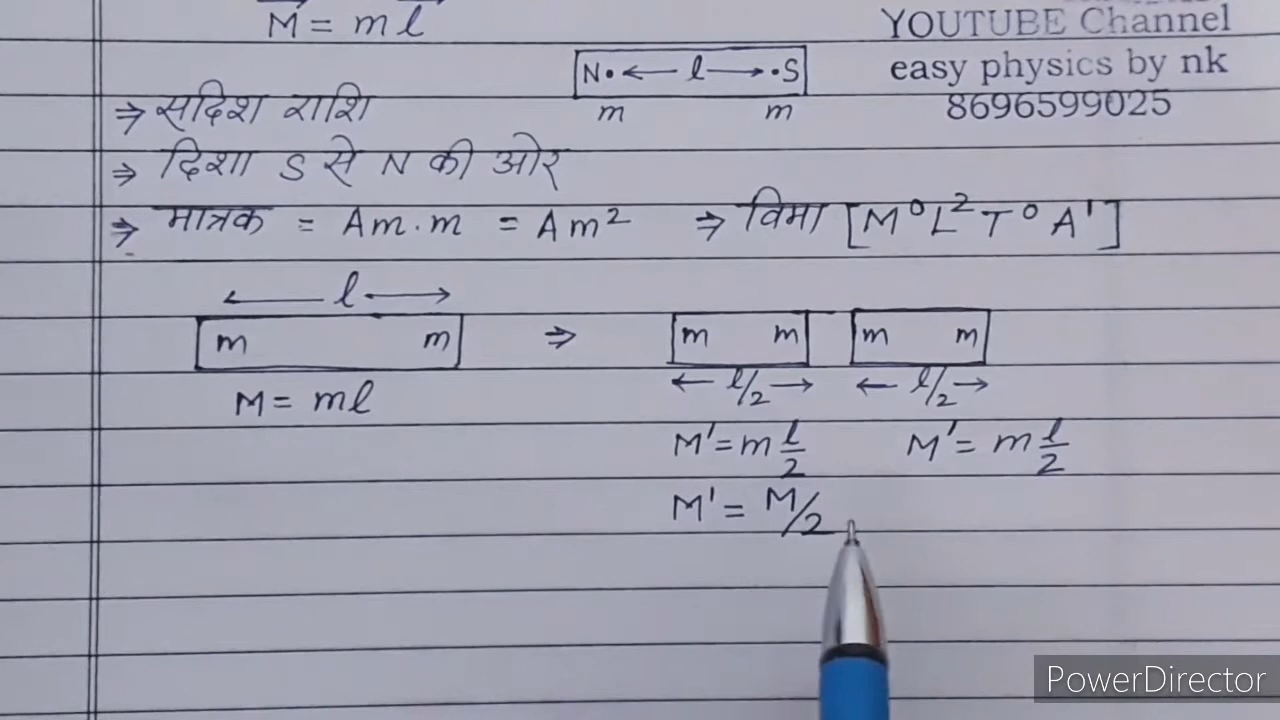 M = m l
YOUTUBE Channel
easy physics by nk
8696599025
N • ← l → • S
m m
⇒ सदिश राशि
⇒ दिशा S से N की ओर
⇒ मात्रक = Am.m = Am² ⇒ विमा [M⁰L²T⁰A¹]
← l →
m m ⇒ m m m m
← l/2 → ← l/2 →
M = ml
M' = m l/2 M' = m l/2
M' = M/2
PowerDirector